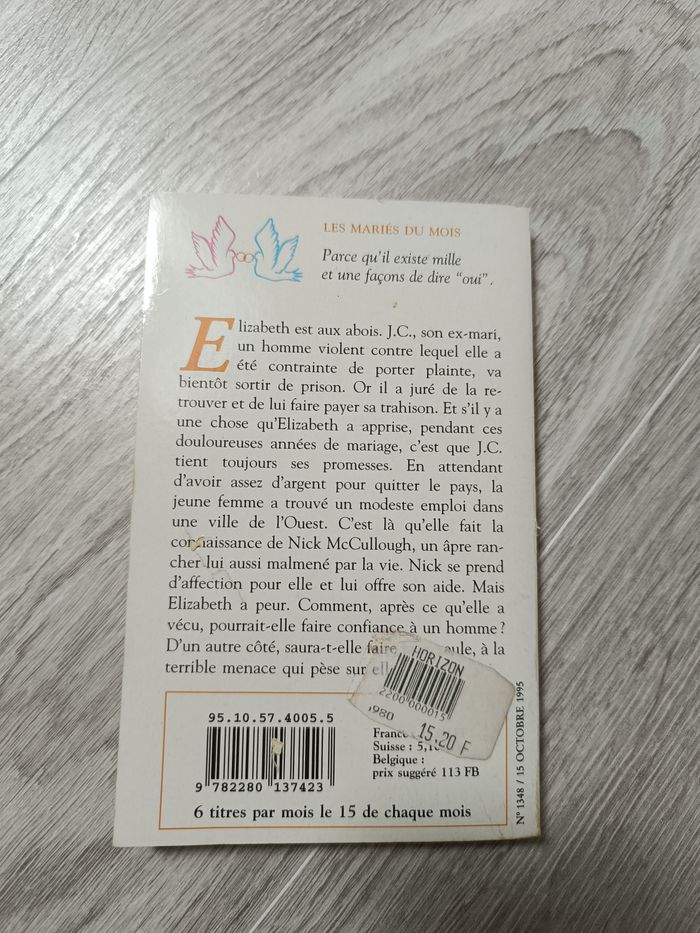 LES MARIÉS DU MOIS
Parce qu'il existe mille
et une façons de dire "oui".
Elizabeth est aux abois. J.C., son ex-mari,
un homme violent contre lequel elle a
été contrainte de porter plainte, va
bientôt sortir de prison. Or il a juré de la re-
trouver et de lui faire payer sa trahison. Et s'il y a
une chose qu'Elizabeth a apprise, pendant ces
douloureuses années de mariage, c'est que J.C.
tient toujours ses promesses. En attendant
d'avoir assez d'argent pour quitter le pays, la
jeune femme a trouvé un modeste emploi dans
une ville de l'Ouest. C'est là qu'elle fait la
connaissance de Nick McCullough, un âpre ran-
cher lui aussi malmené par la vie. Nick se prend
d'affection pour elle et lui offre son aide. Mais
Elizabeth a peur. Comment, après ce qu'elle a
vécu, pourrait-elle faire confiance à un homme ?
D'un autre côté, saura-t-elle faire à la
terrible menace qui pèse sur
HORIZON
2200 000015
980
15,20 F
95.10.57.4005.5
9 782280 137423
France
Suisse :
Belgique :
prix suggéré 113 FB
6 titres par mois le 15 de chaque mois
N° 1348 / 15 OCTOBRE 1995